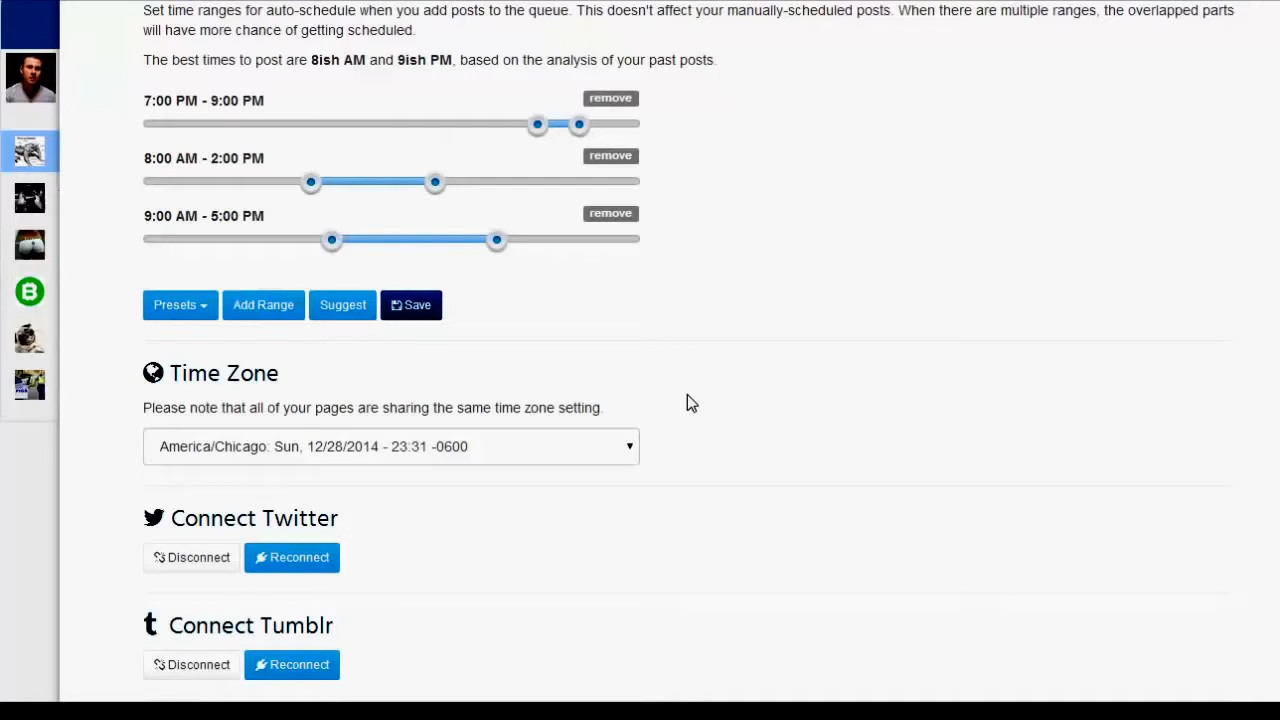 Set time ranges for auto-schedule when you add posts to the queue. This doesn't affect your manually-scheduled posts. When there are multiple ranges, the overlapped parts
will have more chance of getting scheduled.
The best times to post are 8ish AM and 9ish PM, based on the analysis of your past posts.
7:00 PM - 9:00 PM
remove
8:00 AM - 2:00 PM
remove
9:00 AM - 5:00 PM
remove
Presets
Add Range
Suggest
Save
Time Zone
Please note that all of your pages are sharing the same time zone setting.
America/Chicago: Sun, 12/28/2014 - 23:31 -0600
Connect Twitter
Disconnect
Reconnect
Connect Tumblr
Disconnect
Reconnect